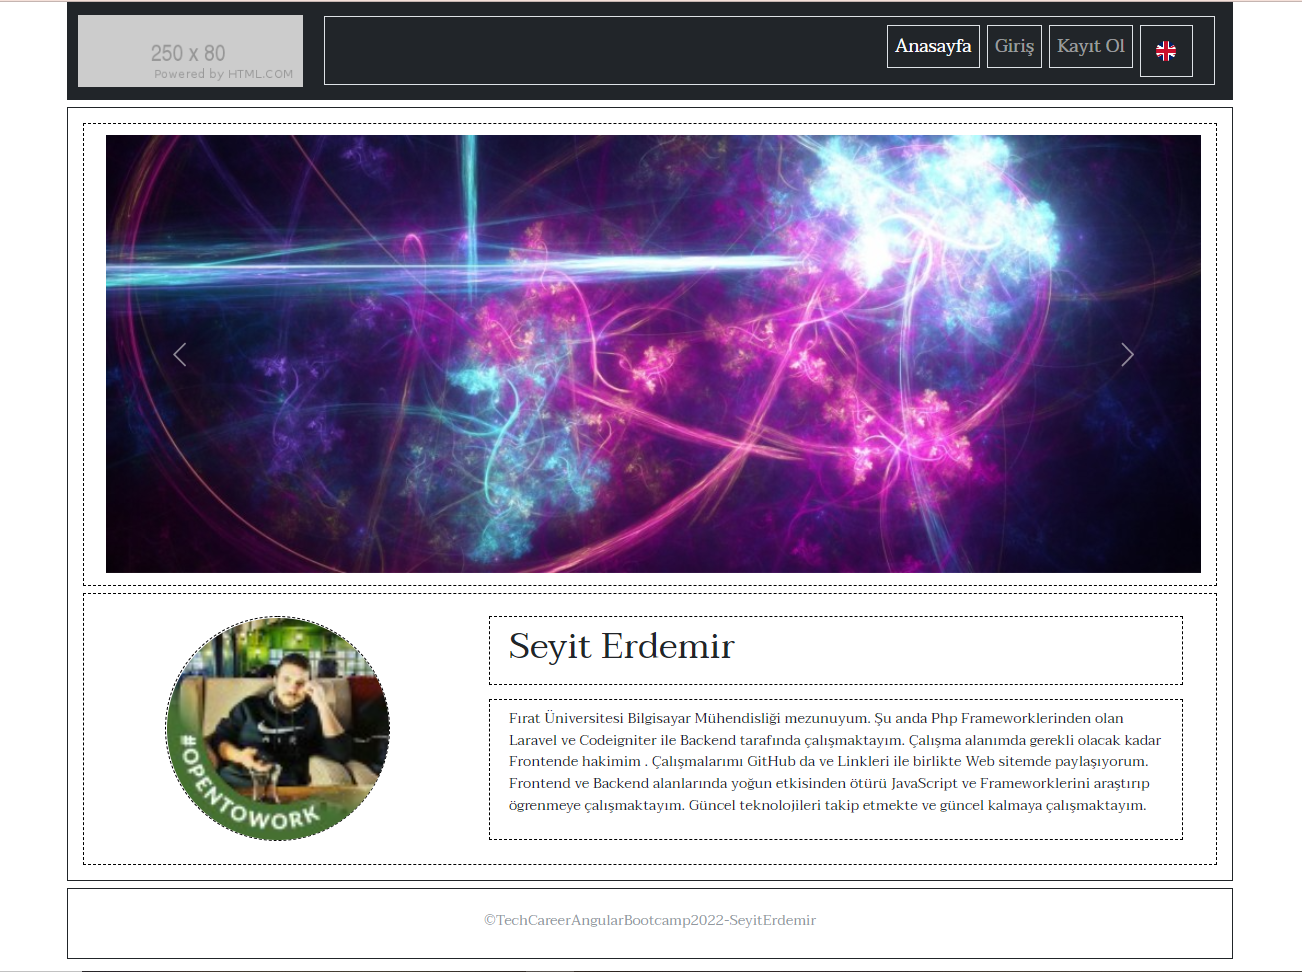 250 x 80
Powered by HTML.COM
Anasayfa
Giriş
Kayıt Ol
#OPENTOWORK
Seyit Erdemir
Fırat Üniversitesi Bilgisayar Mühendisliği mezunuyum. Şu anda Php Frameworklerinden olan
Laravel ve Codeigniter ile Backend tarafında çalışmaktayım. Çalışma alanımda gerekli olacak kadar
Frontende hakimim . Çalışmalarımı GitHub da ve Linkleri ile birlikte Web sitemde paylaşıyorum.
Frontend ve Backend alanlarında yoğun etkisinden ötürü JavaScript ve Frameworklerini araştırıp
ögrenmeye çalışmaktayım. Güncel teknolojileri takip etmekte ve güncel kalmaya çalışmaktayım.
©TechCareerAngularBootcamp2022-SeyitErdemir